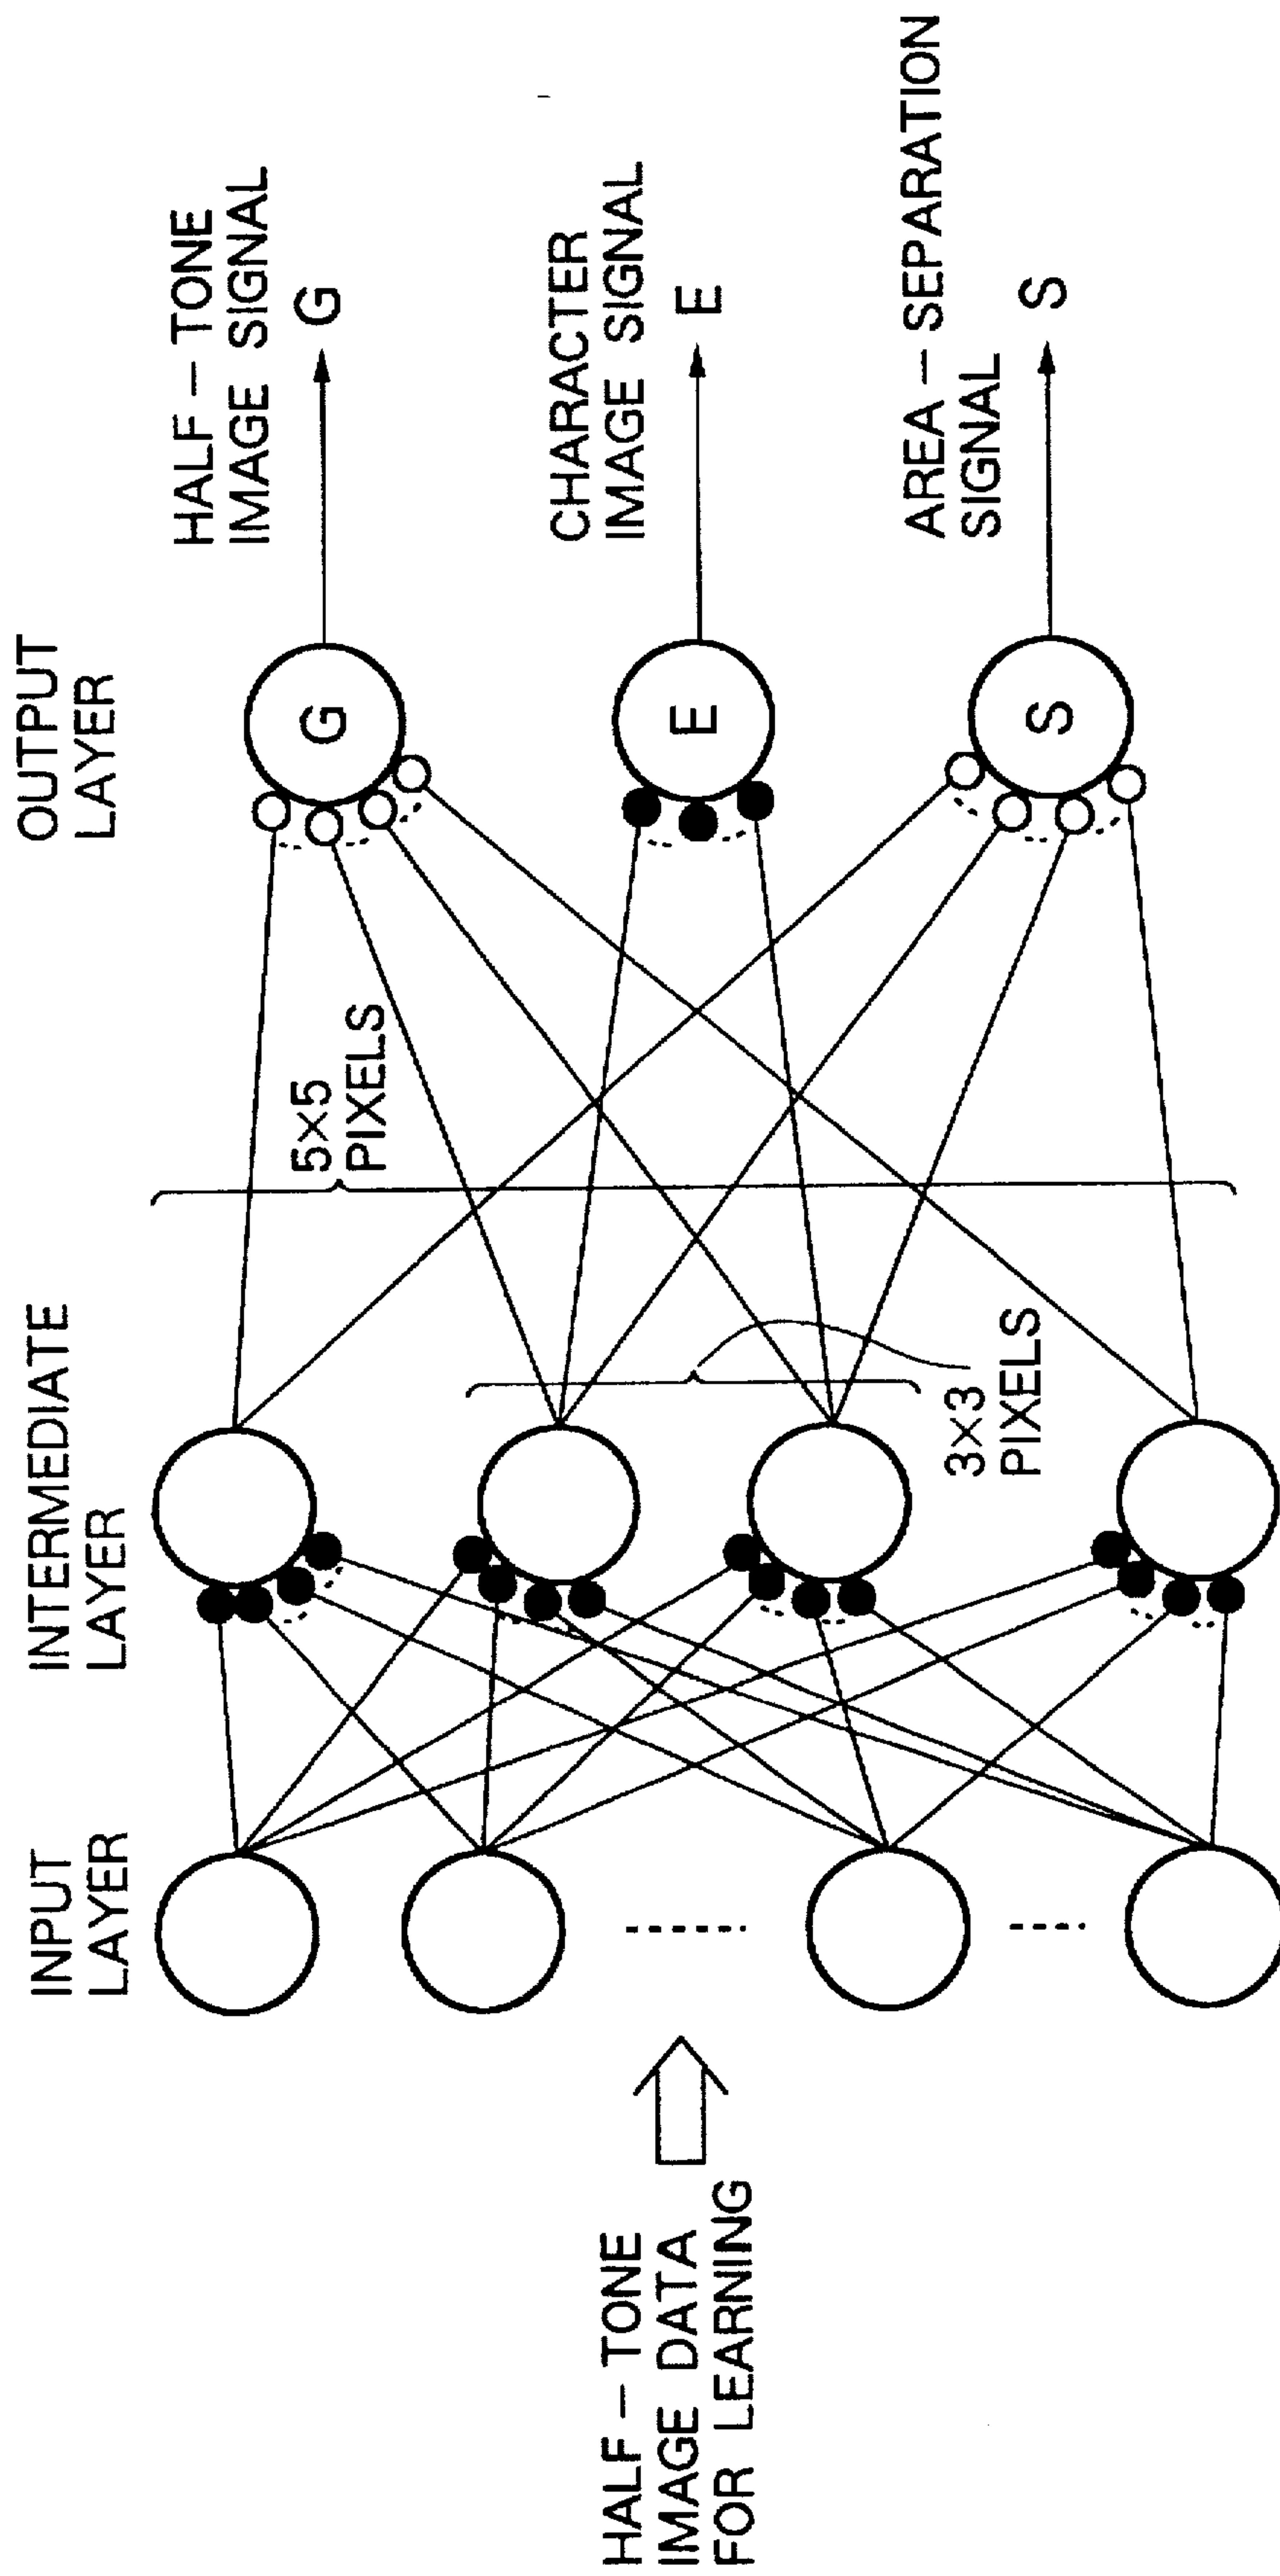 HALF – TONE
IMAGE DATA
FOR LEARNING
INPUT
LAYER
INTERMEDIATE
LAYER
3×3
PIXELS
5×5
PIXELS
OUTPUT
LAYER
G
E
S
HALF – TONE
IMAGE SIGNAL
G
CHARACTER
IMAGE SIGNAL
E
AREA – SEPARATION
SIGNAL
S